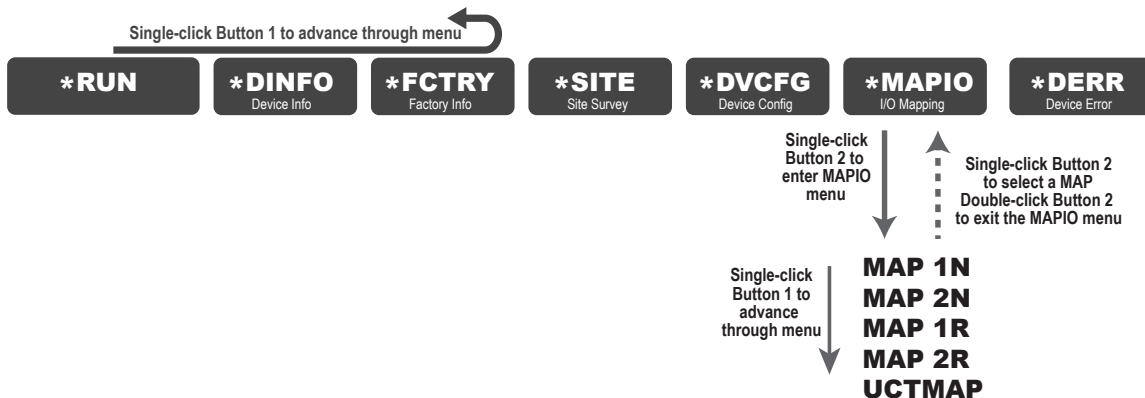 Single-click Button 1 to advance through menu
*RUN
*DINFO
Device Info
*FCTRY
Factory Info
*SITE
Site Survey
*DVCFG
Device Config
*MAPIO
I/O Mapping
*DERR
Device Error
Single-click
Button 2 to
enter MAPIO
menu
Single-click Button 2
to select a MAP
Double-click Button 2
to exit the MAPIO menu
Single-click
Button 1 to
advance
through menu
MAP 1N
MAP 2N
MAP 1R
MAP 2R
UCTMAP